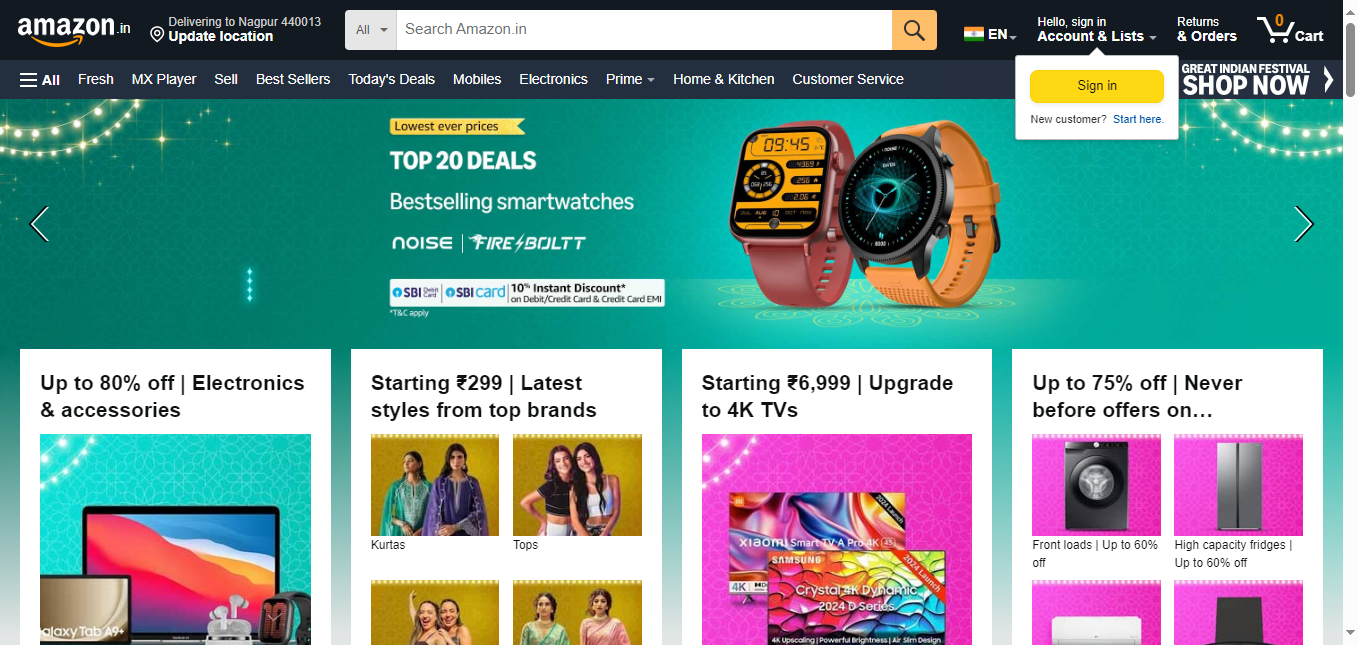 amazon.in
Delivering to Nagpur 440013
Update location
All
Search Amazon.in
EN
Hello, sign in
Account & Lists
Returns
& Orders
0
Cart
All
Fresh
MX Player
Sell
Best Sellers
Today's Deals
Mobiles
Electronics
Prime
Home & Kitchen
Customer Service
GREAT INDIAN FESTIVAL
SHOP NOW
Sign in
New customer? Start here.
Lowest ever prices
TOP 20 DEALS
Bestselling smartwatches
NOISE | FIRE BOLTT
SBI Debit Card | SBI card | 10% Instant Discount*
on Debit/Credit Card & Credit Card EMI
*T&C apply
09:45
NOISE
Up to 80% off | Electronics
& accessories
Starting ₹299 | Latest
styles from top brands
Starting ₹6,999 | Upgrade
to 4K TVs
Up to 75% off | Never
before offers on…
alaxy Tab A9+
Kurtas
Tops
2024 Launch
xiaomi Smart TV A Pro 4K
SAMSUNG
2024 Launch
4K
Crystal 4K Dynamic
2024 D Series
4K Upscaling | Powerful Brightness | Air Slim Design
Front loads | Up to 60%
off
High capacity fridges |
Up to 60% off